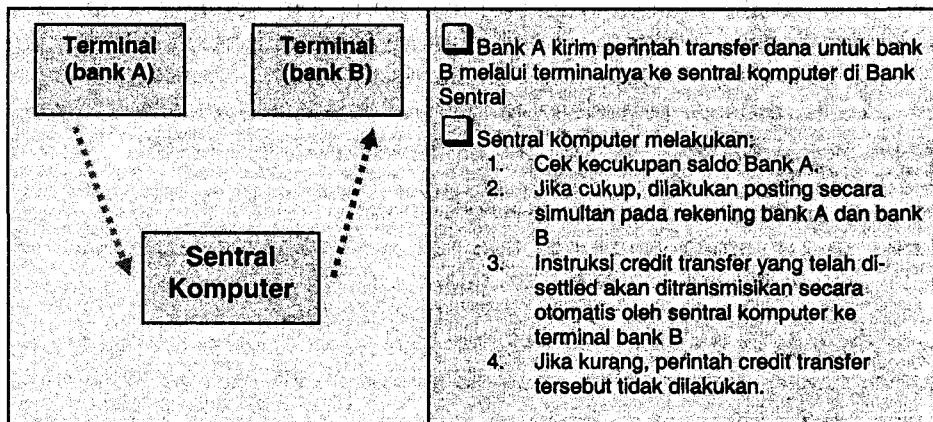 Terminal
(bank A)
Terminal
(bank B)
Sentral
Komputer
Bank A kirim perintah transfer dana untuk bank
B melalui terminalnya ke sentral komputer di Bank
Sentral
Sentral komputer melakukan:
1. Cek kecukupan saldo Bank A.
2. Jika cukup, dilakukan posting secara
simultan pada rekening bank A dan bank
B
3. Instruksi credit transfer yang telah di-
settled akan ditransmisikan secara
otomatis oleh sentral komputer ke
terminal bank B
4. Jika kurang, perintah credit transfer
tersebut tidak dilakukan.